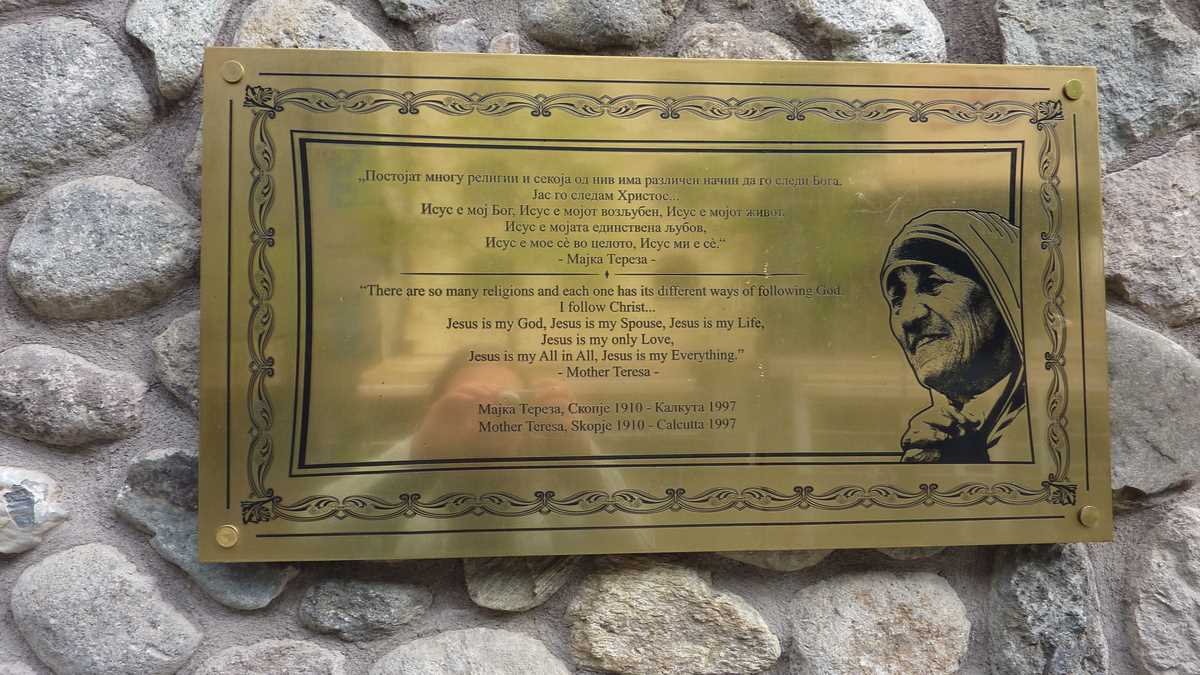 „Постојат многу религии и секоја од нив има различен начин да го следи Бога.
Јас го следам Христос...
Исус е мој Бог, Исус е мојот возљубен, Исус е мојот живот,
Исус е мојата единствена љубов,
Исус е мое сѐ во целото, Исус ми е сѐ.“
- Мајка Тереза -
“There are so many religions and each one has its different ways of following God.
I follow Christ...
Jesus is my God, Jesus is my Spouse, Jesus is my Life,
Jesus is my only Love,
Jesus is my All in All, Jesus is my Everything.”
- Mother Teresa -
Мајка Тереза, Скопје 1910 - Калкута 1997
Mother Teresa, Skopje 1910 - Calcutta 1997